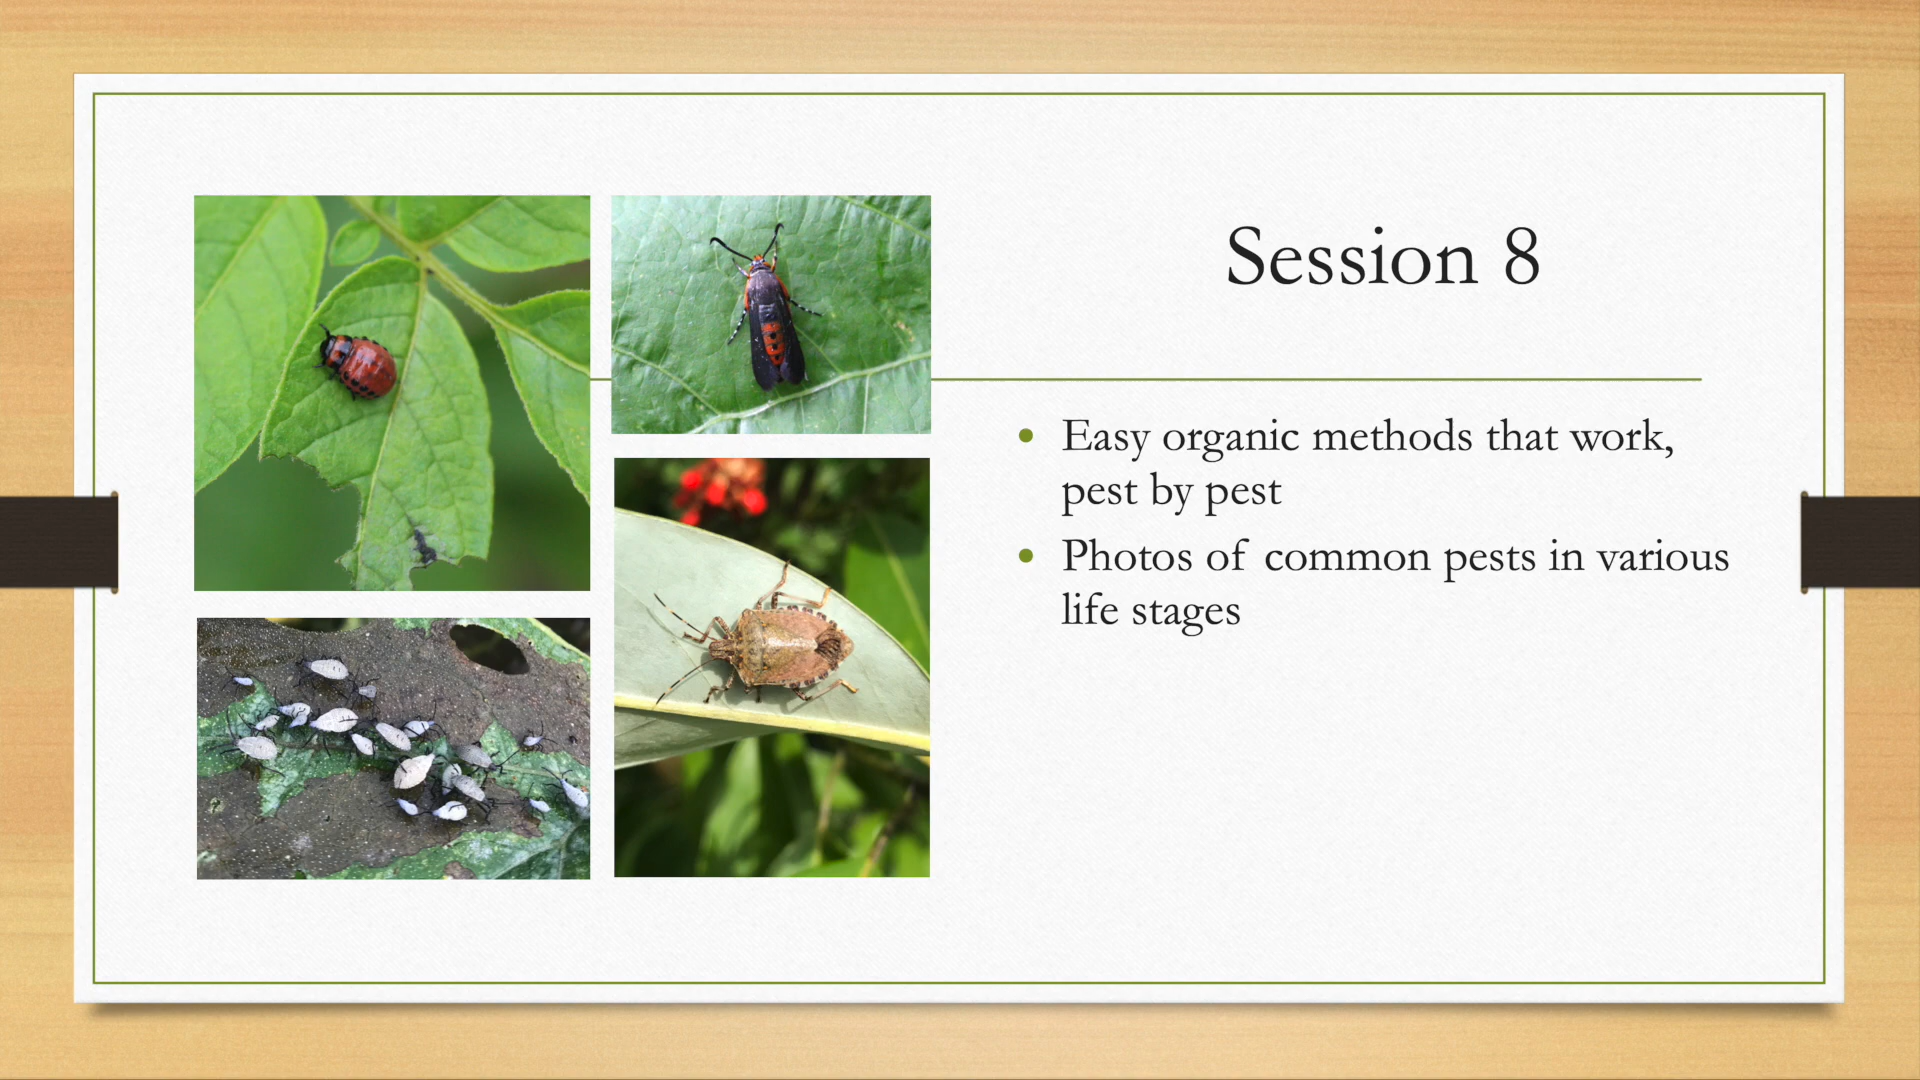 Session 8
• Easy organic methods that work,
pest by pest
• Photos of common pests in various
life stages